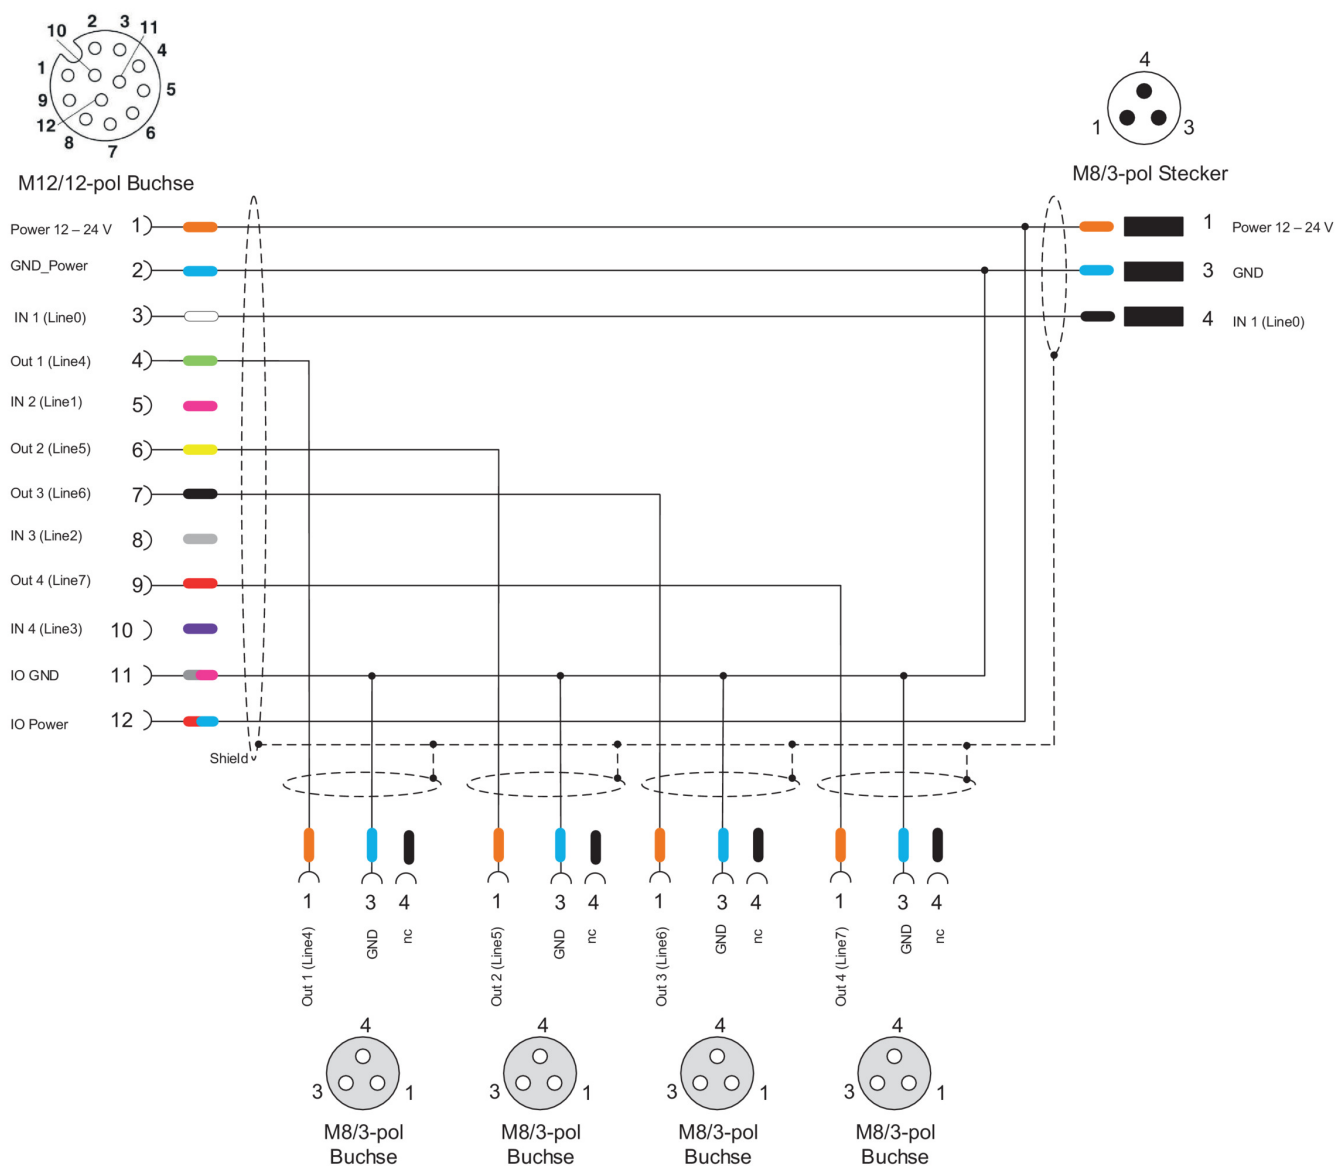 2 3 11
10
4
1
5
9
12
6
8
7
M12/12-pol Buchse
4
1 3
M8/3-pol Stecker
Power 12 – 24 V 1
1 Power 12 – 24 V
GND_Power 2
3 GND
IN 1 (Line0) 3
4 IN 1 (Line0)
Out 1 (Line4) 4
IN 2 (Line1) 5
Out 2 (Line5) 6
Out 3 (Line6) 7
IN 3 (Line2) 8
Out 4 (Line7) 9
IN 4 (Line3) 10
IO GND 11
IO Power 12
Shield
1 3 4
Out 1 (Line4)
GND
nc
1 3 4
Out 2 (Line5)
GND
nc
1 3 4
Out 3 (Line6)
GND
nc
1 3 4
Out 4 (Line7)
GND
nc
4
3 1
M8/3-pol
Buchse
4
3 1
M8/3-pol
Buchse
4
3 1
M8/3-pol
Buchse
4
3 1
M8/3-pol
Buchse